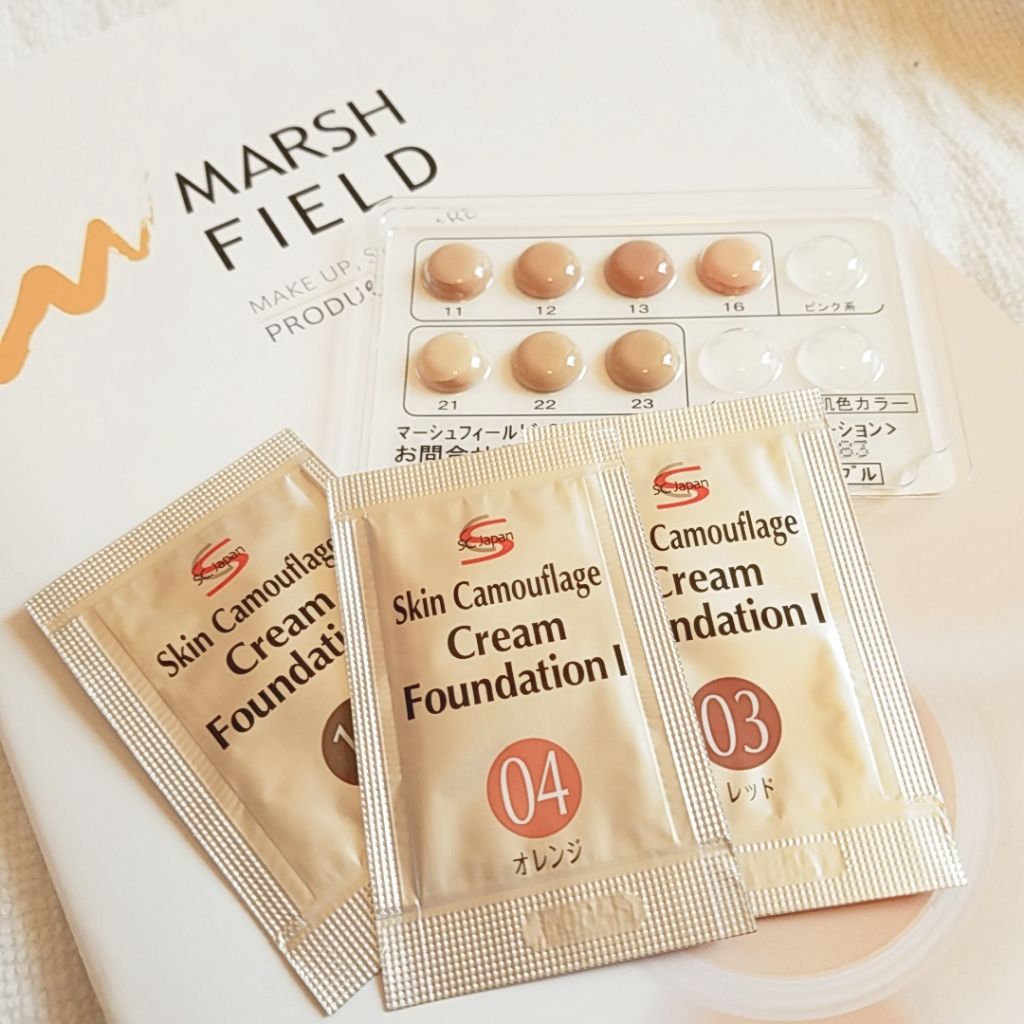 MARSH
FIELD
MAKE UP,
11
12
13
16
ピンク系
21
22
23
肌色カラー
マーシュフィールド
ーション>
83
お問合せ
プル
SC Japan
Skin Camouflage
Cream
SC Japan
Skin Camouflage
Cream
Foundation I
04
オレンジ
SC Japan
Camouflage
Cream
ndation I
03
レッド